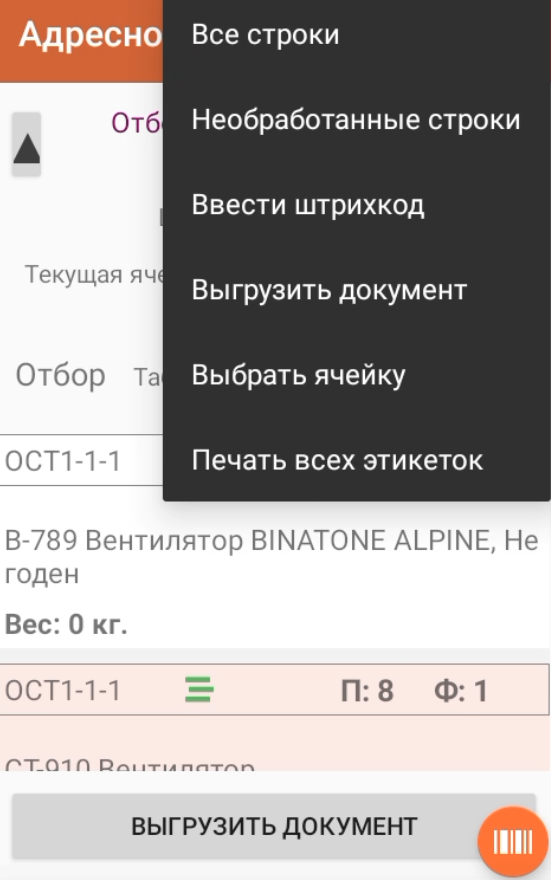 Адресно
Все строки
Необработанные строки
Ввести штрихкод
Выгрузить документ
Выбрать ячейку
Печать всех этикеток
Отб
Текущая яче
Отбор Та
ОСТ1-1-1
В-789 Вентилятор BINATONE ALPINE, Не
годен
Вес: 0 кг.
ОСТ1-1-1 П: 8 Ф: 1
СТ-910 Вентилятор
ВЫГРУЗИТЬ ДОКУМЕНТ